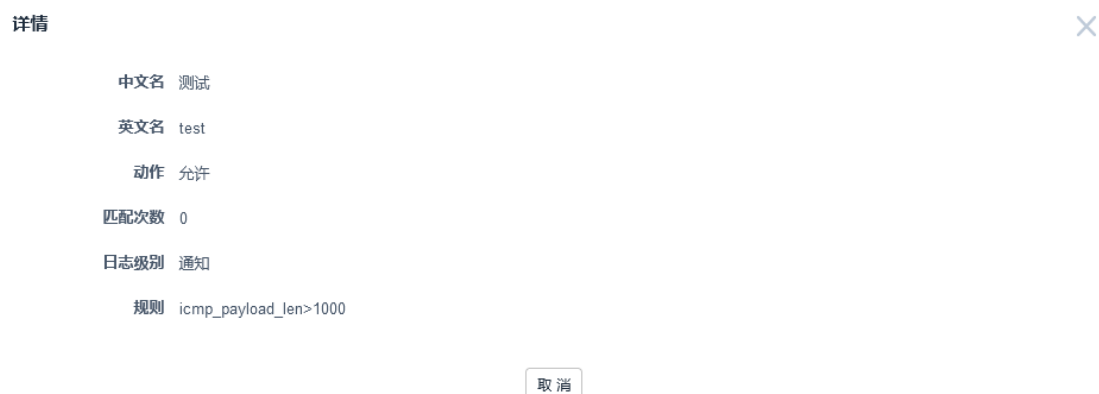 详情
中文名 测试
英文名 test
动作 允许
匹配次数 0
日志级别 通知
规则 icmp_payload_len>1000
取 消